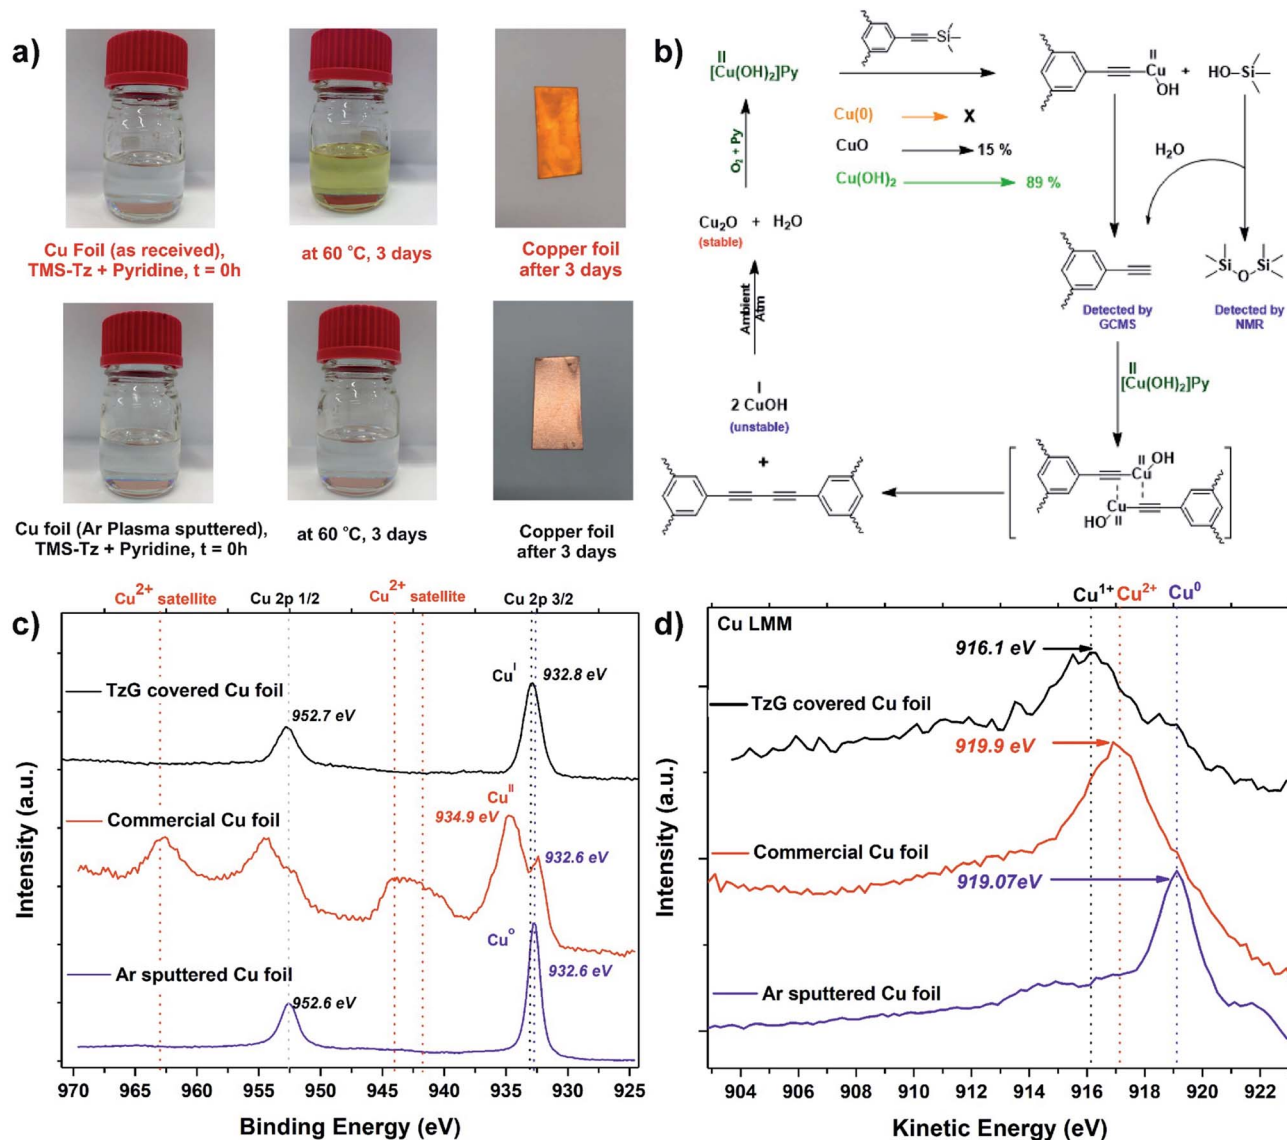 a)
Cu Foil (as received),
TMS-Tz + Pyridine, t = 0h
at 60 °C, 3 days
Copper foil
after 3 days
Cu foil (Ar Plasma sputtered),
TMS-Tz + Pyridine, t = 0h
at 60 °C, 3 days
Copper foil
after 3 days
b)
II
[Cu(OH)₂]Py
Si
II
Cu
OH
+
HO-Si
Cu(0)
X
CuO
15 %
Cu(OH)₂
89 %
H₂O
O₂ + Py
Cu₂O + H₂O
(stable)
Ambient
Atm
Si
O
Si
Detected by
GCMS
Detected by
NMR
II
[Cu(OH)₂]Py
I
2 CuOH
(unstable)
+
II
Cu
OH
Cu
HO
II
c)
Cu²⁺ satellite
Cu 2p 1/2
Cu²⁺ satellite
Cu 2p 3/2
TzG covered Cu foil
952.7 eV
Cuᴵ
932.8 eV
Commercial Cu foil
Cuᴵᴵ
934.9 eV
932.6 eV
Ar sputtered Cu foil
952.6 eV
Cu⁰
932.6 eV
Intensity (a.u.)
970 965 960 955 950 945 940 935 930 925
Binding Energy (eV)
d)
Cu¹⁺
Cu²⁺
Cu⁰
Cu LMM
916.1 eV
TzG covered Cu foil
919.9 eV
Commercial Cu foil
919.07eV
Ar sputtered Cu foil
Intensity (a.u.)
904 906 908 910 912 914 916 918 920 922
Kinetic Energy (eV)